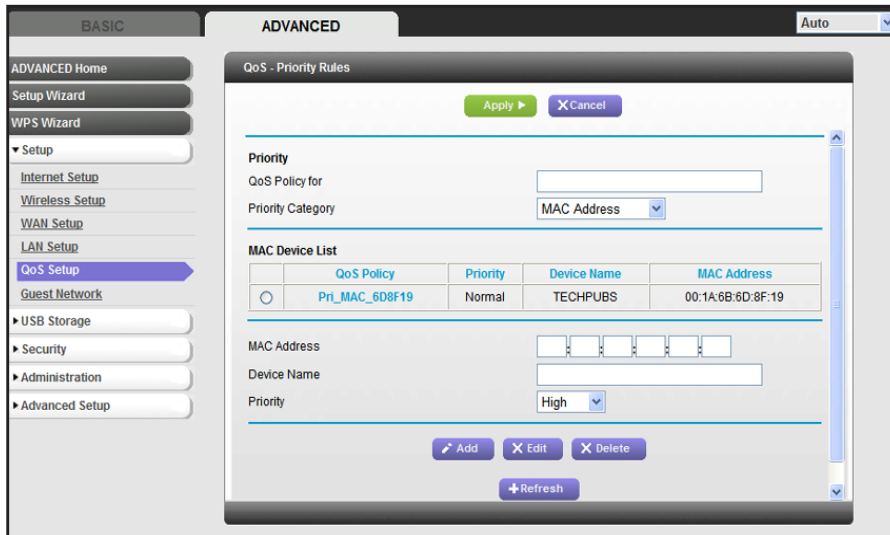 BASIC
ADVANCED
Auto
ADVANCED Home
Setup Wizard
WPS Wizard
Setup
Internet Setup
Wireless Setup
WAN Setup
LAN Setup
QoS Setup
Guest Network
USB Storage
Security
Administration
Advanced Setup
QoS - Priority Rules
Apply
Cancel
Priority
QoS Policy for
Priority Category MAC Address
MAC Device List
QoS Policy Priority Device Name MAC Address
Pri_MAC_6D8F19 Normal TECHPUBS 00:1A:6B:6D:8F:19
MAC Address : : : : :
Device Name
Priority High
Add Edit Delete
Refresh